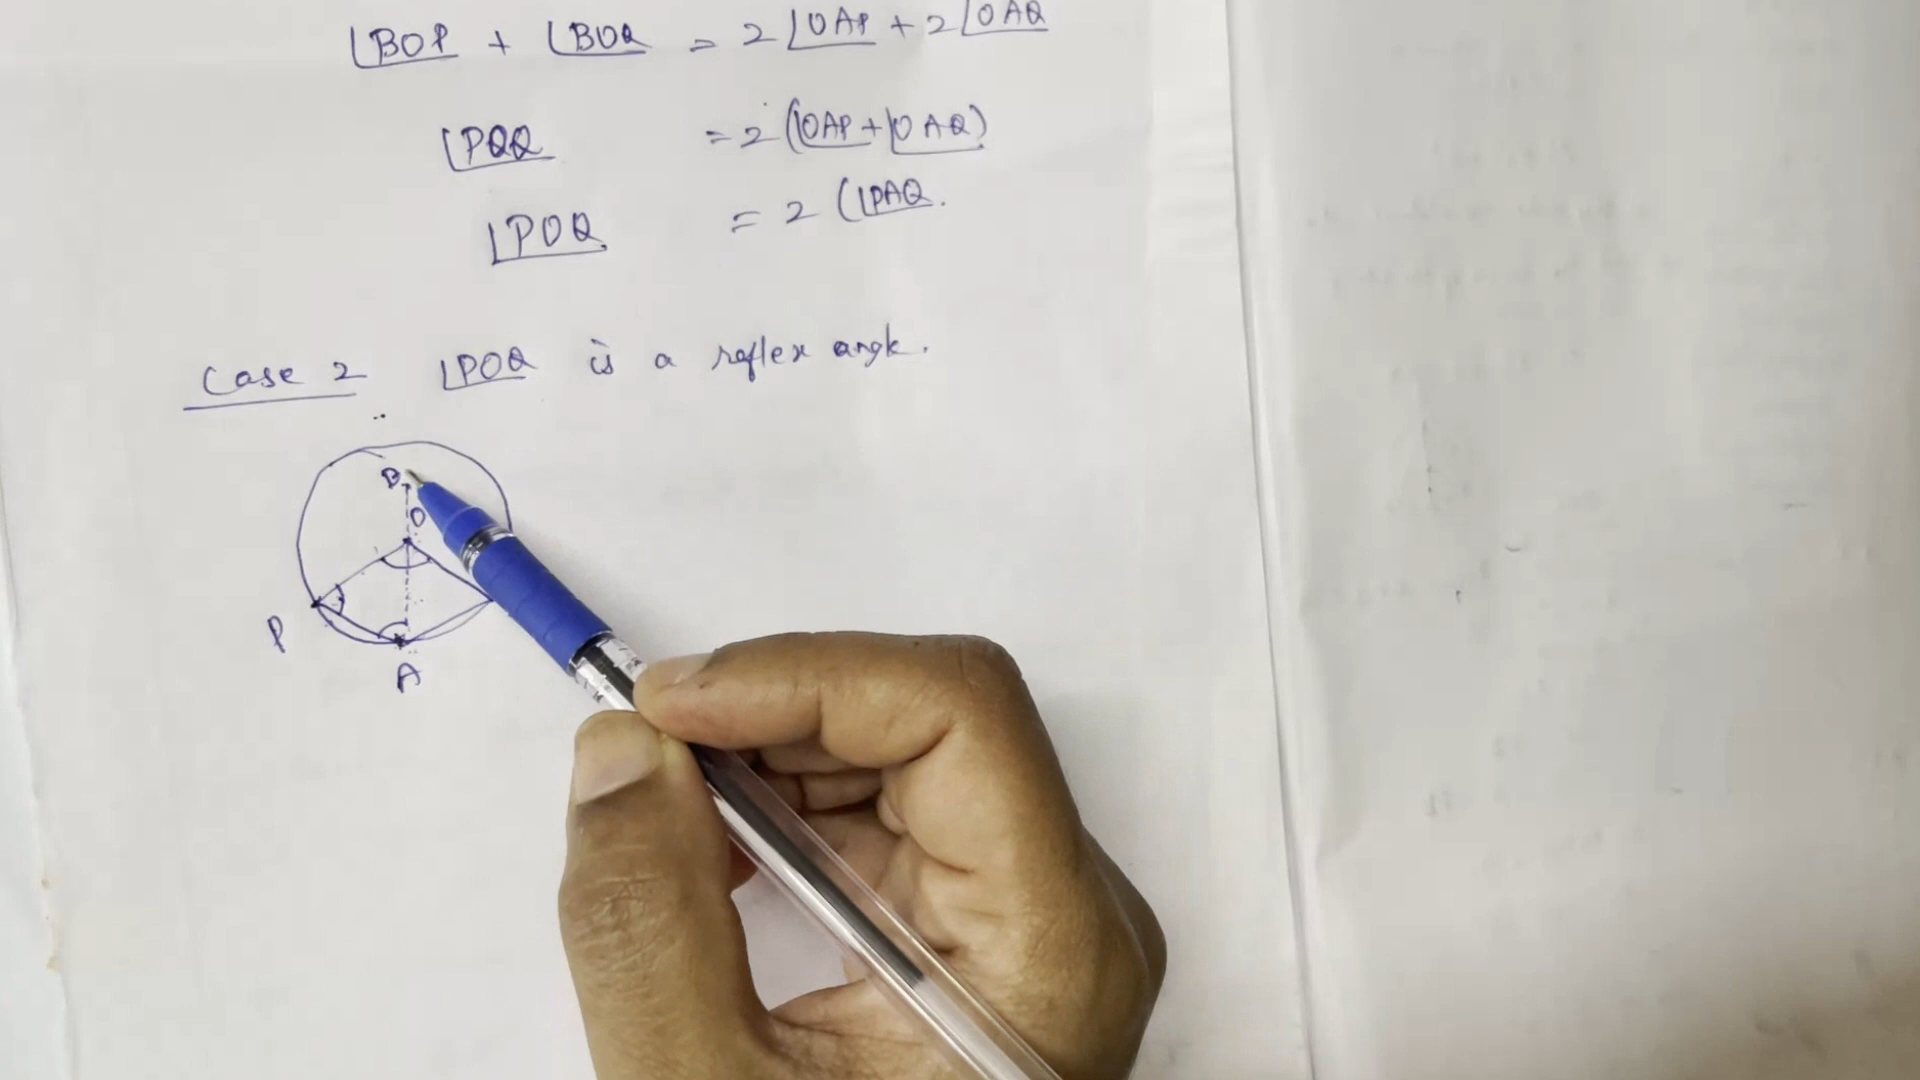 ∠BOP + ∠BOQ = 2 ∠OAP + 2 ∠OAQ
∠PQQ = 2 (∠OAP + ∠OAQ)
∠POQ = 2 (∠PAQ.
Case 2 ∠POQ is a reflex angle.
B
O
P
A